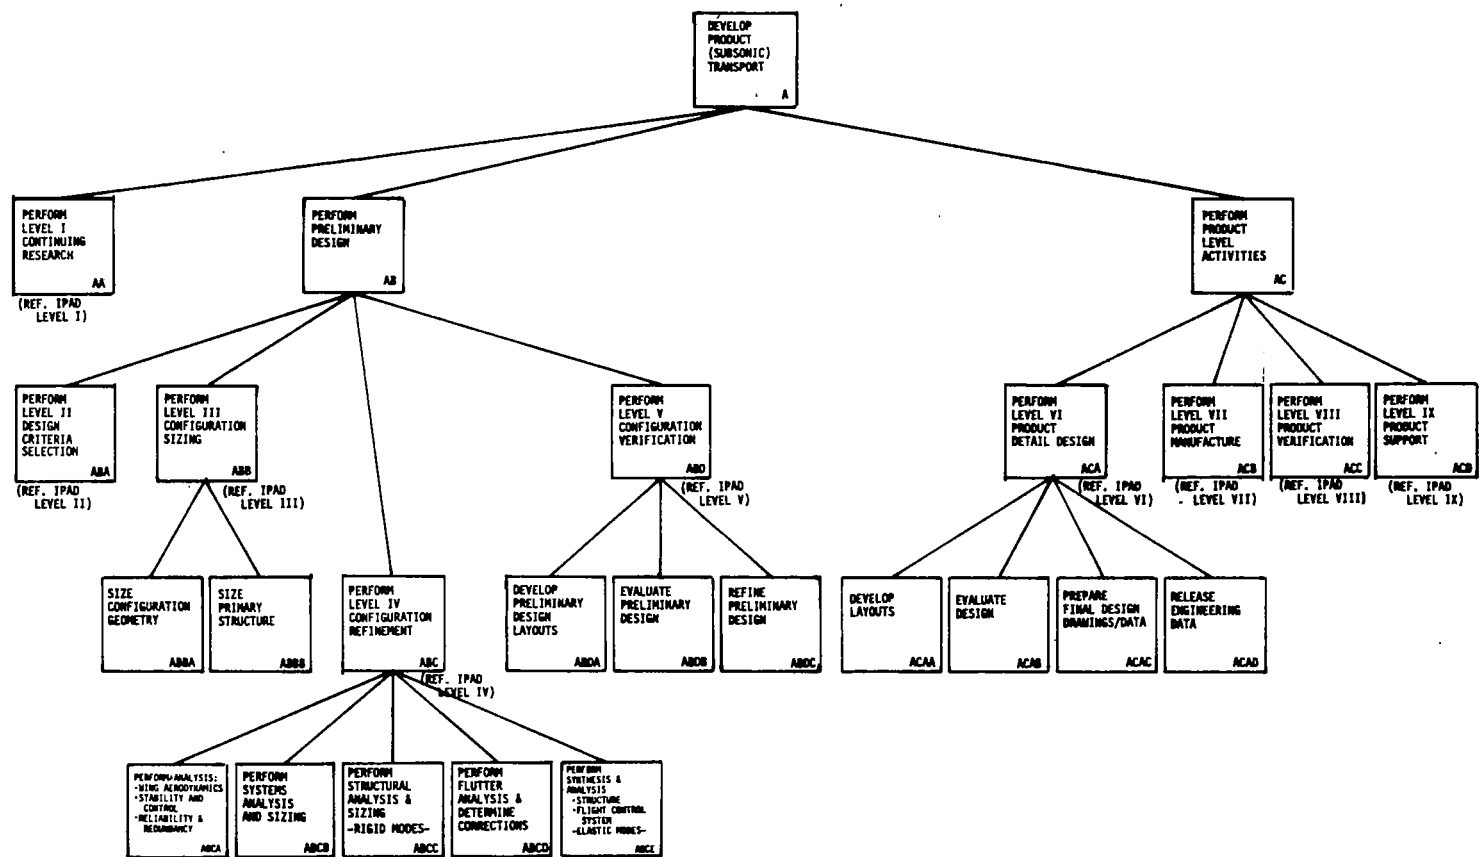 DEVELOP
PRODUCT
(SUBSONIC)
TRANSPORT
A
PERFORM
LEVEL I
CONTINUING
RESEARCH
AA
(REF. IPAD
LEVEL I)
PERFORM
PRELIMINARY
DESIGN
AB
PERFORM
PRODUCT
LEVEL
ACTIVITIES
AC
PERFORM
LEVEL II
DESIGN
CRITERIA
SELECTION
ABA
(REF. IPAD
LEVEL II)
PERFORM
LEVEL III
CONFIGURATION
SIZING
ABB
(REF. IPAD
LEVEL III)
PERFORM
LEVEL V
CONFIGURATION
VERIFICATION
ABD
(REF. IPAD
LEVEL V)
PERFORM
LEVEL VI
PRODUCT
DETAIL DESIGN
ACA
(REF. IPAD
LEVEL VI)
PERFORM
LEVEL VII
PRODUCT
MANUFACTURE
ACB
(REF. IPAD
LEVEL VII)
PERFORM
LEVEL VIII
PRODUCT
VERIFICATION
ACC
(REF. IPAD
LEVEL VIII)
PERFORM
LEVEL IX
PRODUCT
SUPPORT
ACD
(REF. IPAD
LEVEL IX)
SIZE
CONFIGURATION
GEOMETRY
ABBA
SIZE
PRIMARY
STRUCTURE
ABBB
PERFORM
LEVEL IV
CONFIGURATION
REFINEMENT
ABC
(REF. IPAD
LEVEL IV)
DEVELOP
PRELIMINARY
DESIGN
LAYOUTS
ABDA
EVALUATE
PRELIMINARY
DESIGN
ABDB
REFINE
PRELIMINARY
DESIGN
ABDC
DEVELOP
LAYOUTS
ACAA
EVALUATE
DESIGN
ACAB
PREPARE
FINAL DESIGN
DRAWINGS/DATA
ACAC
RELEASE
ENGINEERING
DATA
ACAD
PERFORM ANALYSIS:
-WING AERODYNAMICS
-STABILITY AND
CONTROL
-RELIABILITY &
REDUNDANCY
ABCA
PERFORM
SYSTEMS
ANALYSIS
AND SIZING
ABCB
PERFORM
STRUCTURAL
ANALYSIS &
SIZING
-RIGID MODES-
ABCC
PERFORM
FLUTTER
ANALYSIS &
DETERMINE
CORRECTIONS
ABCD
PERFORM
SYNTHESIS &
ANALYSIS
-STRUCTURE
-FLIGHT CONTROL
SYSTEM
-ELASTIC MODES-
ABCE